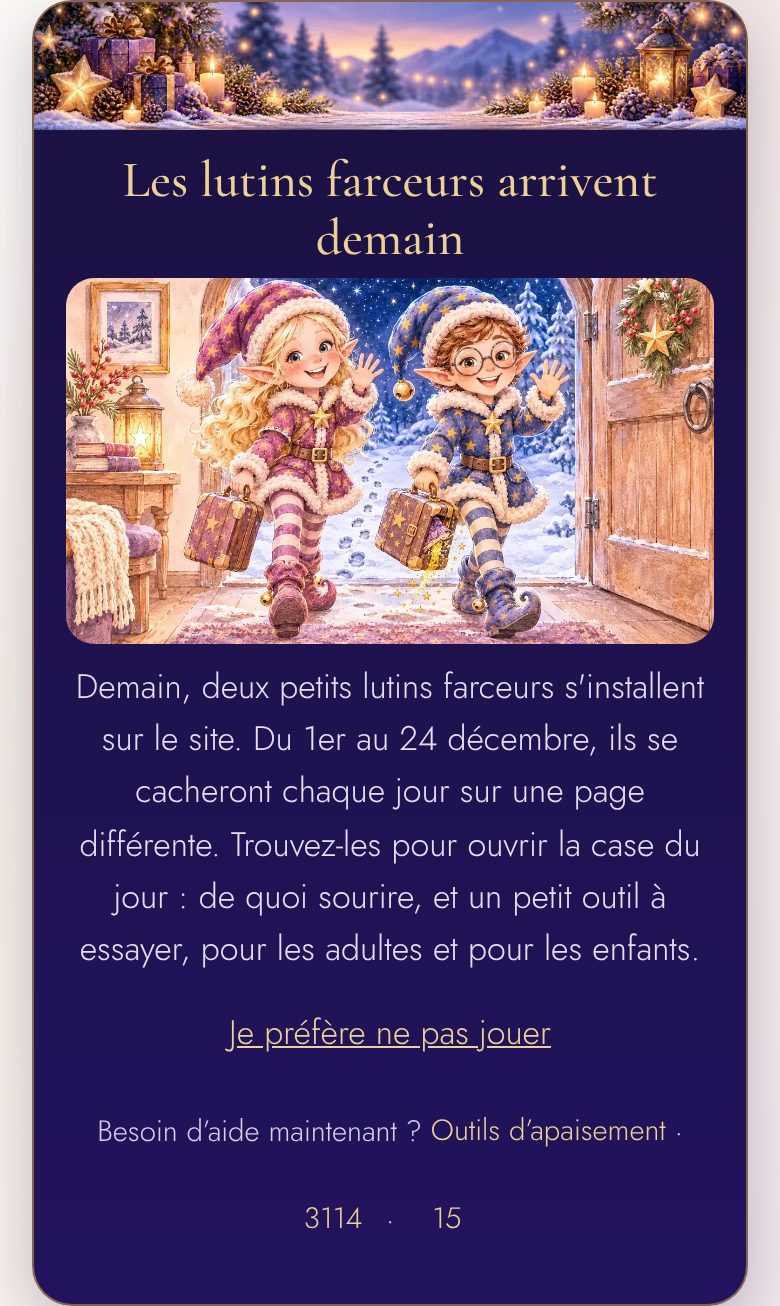 Les lutins farceurs arrivent
demain
Demain, deux petits lutins farceurs s'installent
sur le site. Du 1er au 24 décembre, ils se
cacheront chaque jour sur une page
différente. Trouvez-les pour ouvrir la case du
jour : de quoi sourire, et un petit outil à
essayer, pour les adultes et pour les enfants.
Je préfère ne pas jouer
Besoin d’aide maintenant ? Outils d’apaisement ·
3114 · 15